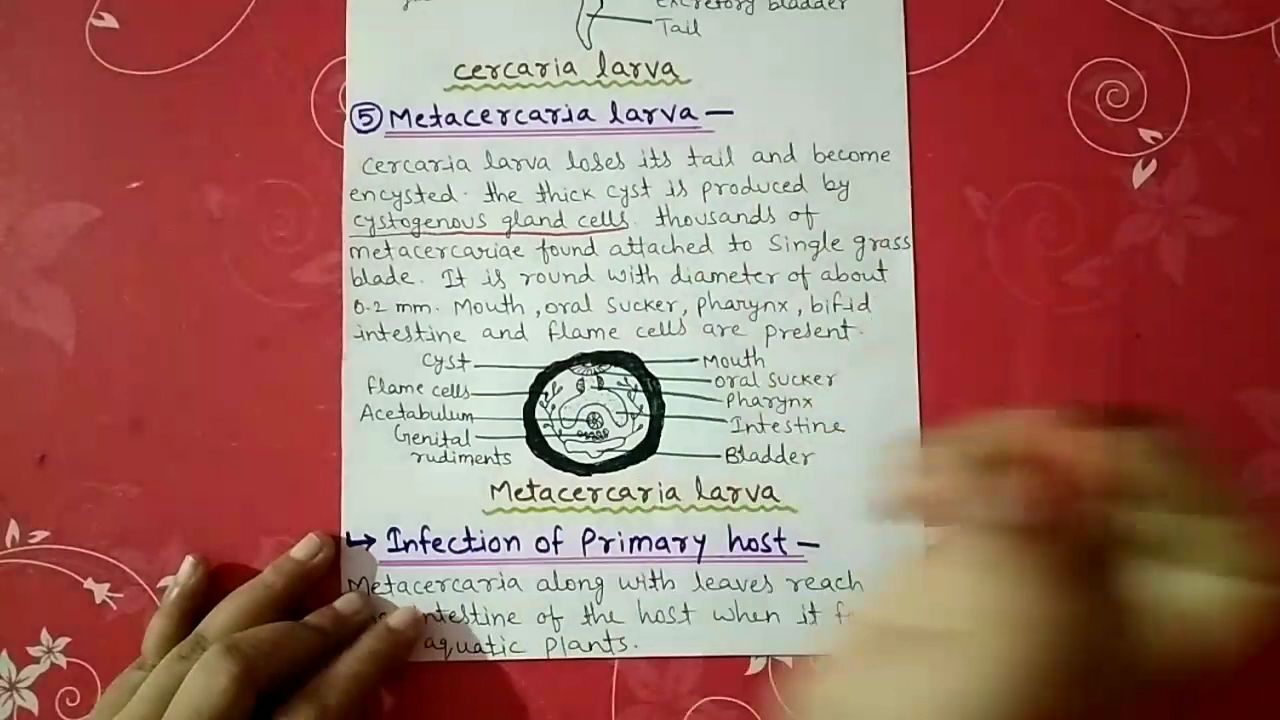 excretory bladder
Tail
cercaria larva
⑤ Metacercaria larva —
cercaria larva loses its tail and become
encysted. the thick cyst is produced by
cystogenous gland cells. thousands of
metacercariae found attached to single grass
blade. It is round with diameter of about
0.2 mm. Mouth, oral sucker, pharynx, bifid
intestine and flame cells are present.
cyst
Mouth
flame cells
oral sucker
Pharynx
Acetabulum
Intestine
Genital
rudiments
Bladder
Metacercaria larva
↳ Infection of Primary host —
Metacercaria along with leaves reach
intestine of the host when it
aquatic plants.